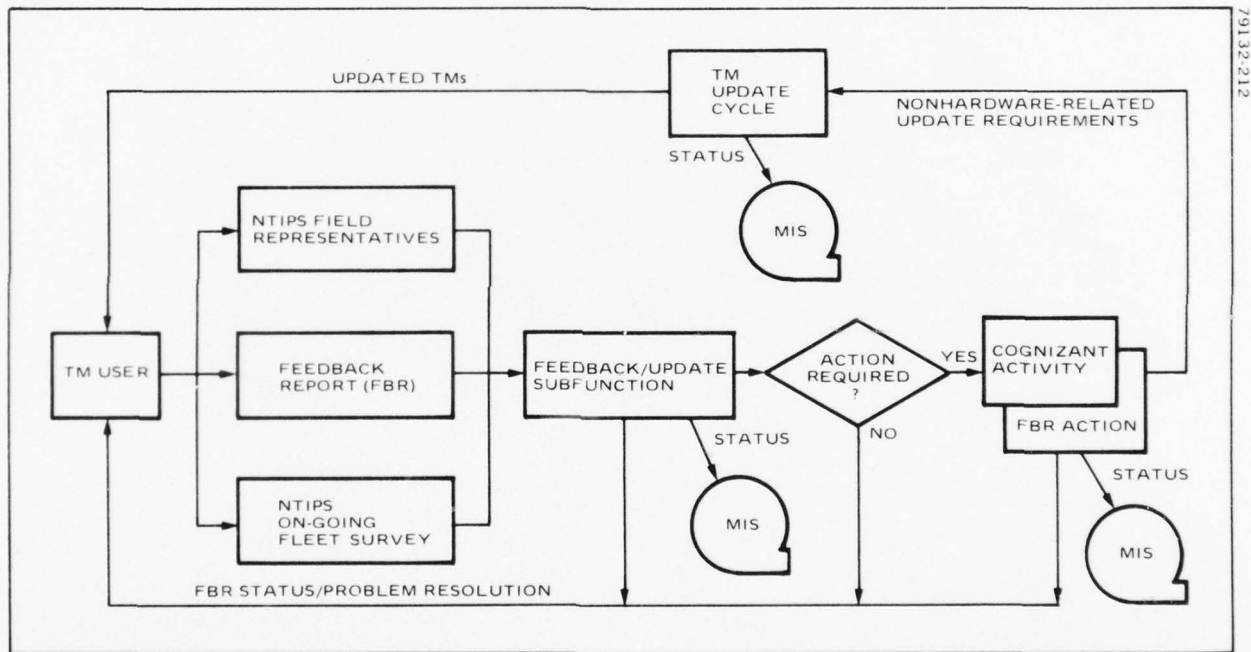 79132-212
UPDATED TMs
TM
UPDATE
CYCLE
NONHARDWARE-RELATED
UPDATE REQUIREMENTS
STATUS
MIS
NTIPS FIELD
REPRESENTATIVES
TM USER
FEEDBACK
REPORT (FBR)
FEEDBACK/UPDATE
SUBFUNCTION
ACTION
REQUIRED
?
YES
COGNIZANT
ACTIVITY
FBR ACTION
NO
STATUS
MIS
STATUS
MIS
NTIPS
ON-GOING
FLEET SURVEY
FBR STATUS/PROBLEM RESOLUTION